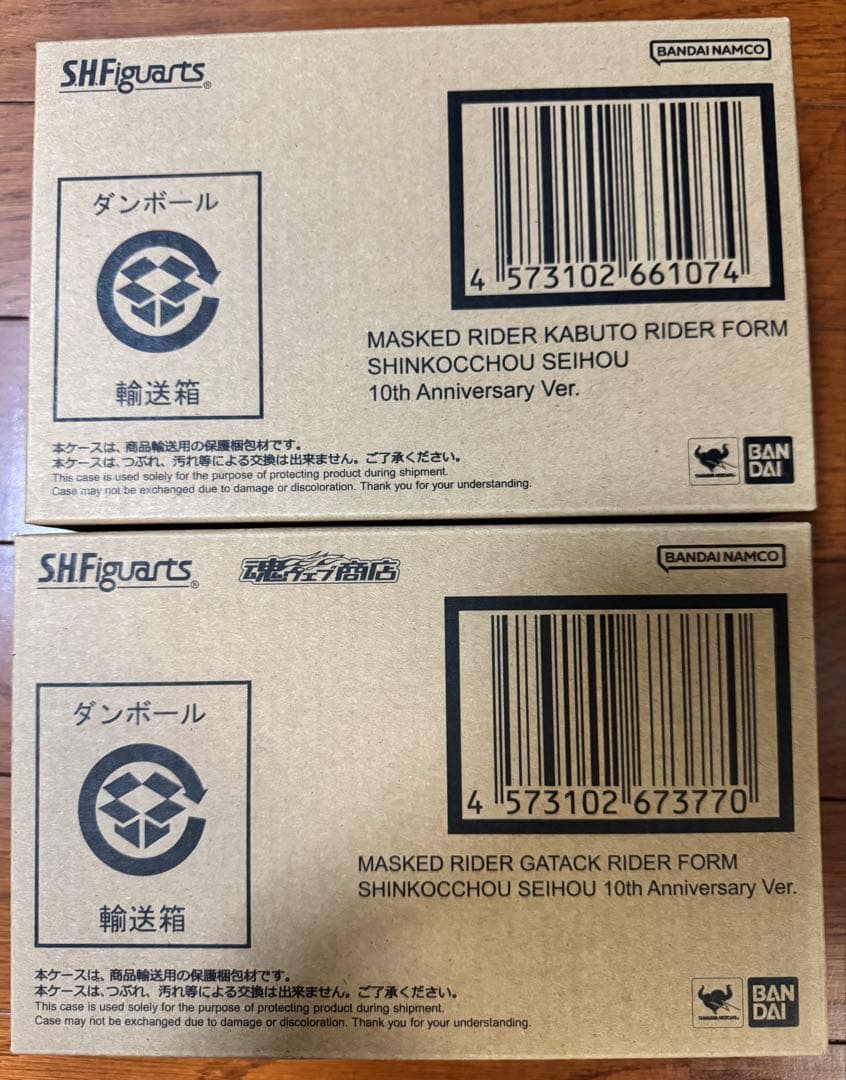 S.H.Figuarts®
BANDAI NAMCO
ダンボール
輸送箱
4 573102 661074
MASKED RIDER KABUTO RIDER FORM
SHINKOCCHOU SEIHOU
10th Anniversary Ver.
本ケースは、商品輸送用の保護梱包材です。
本ケースは、つぶれ、汚れ等による交換は出来ません。ご了承ください。
This case is used solely for the purpose of protecting product during shipment.
Case may not be exchanged due to damage or discoloration. Thank you for your understanding.
BAN
DAI
S.H.Figuarts®
魂ウェブ商店
BANDAI NAMCO
ダンボール
輸送箱
4 573102 673770
MASKED RIDER GATACK RIDER FORM
SHINKOCCHOU SEIHOU 10th Anniversary Ver.
本ケースは、商品輸送用の保護梱包材です。
本ケースは、つぶれ、汚れ等による交換は出来ません。ご了承ください。
This case is used solely for the purpose of protecting product during shipment.
Case may not be exchanged due to damage or discoloration. Thank you for your understanding.
BAN
DAI